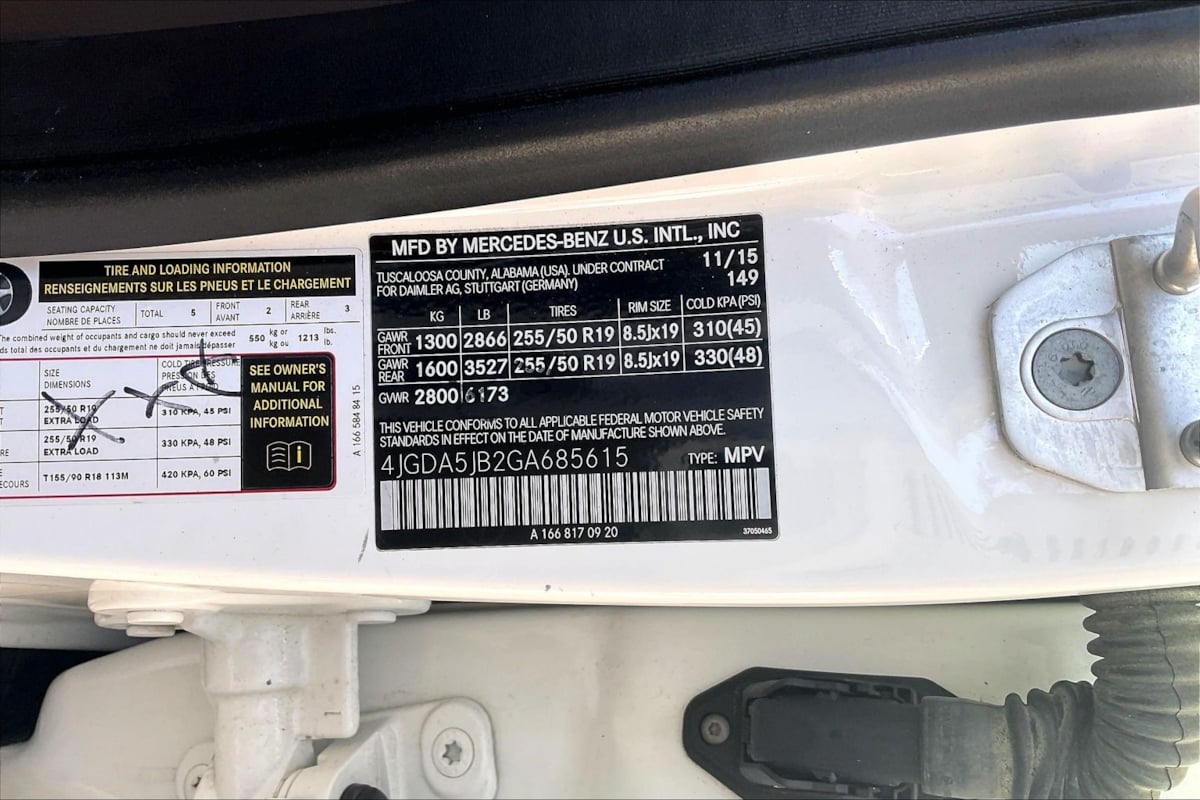 TIRE AND LOADING INFORMATION
RENSEIGNEMENTS SUR LES PNEUS ET LE CHARGEMENT
SEATING CAPACITY
NOMBRE DE PLACES
TOTAL 5
FRONT
AVANT 2
REAR
ARRIÈRE 3
The combined weight of occupants and cargo should never exceed
total des occupants et du chargement ne doit jamais dépasser
550 kg or
kg ou
1213 lbs.
lb.
SIZE
DIMENSIONS
COLD TIRE PRESSURE
PRESSION DES
PNEUS À FROID
255/50 R19
EXTRA LOAD
310 KPA, 45 PSI
255/50 R19
EXTRA LOAD
330 KPA, 48 PSI
T155/90 R18 113M
420 KPA, 60 PSI
SEE OWNER'S
MANUAL FOR
ADDITIONAL
INFORMATION
i
A 166 584 84 15
MFD BY MERCEDES-BENZ U.S. INTL., INC
TUSCALOOSA COUNTY, ALABAMA (USA). UNDER CONTRACT
FOR DAIMLER AG, STUTTGART (GERMANY)
11/15
149
KG LB TIRES RIM SIZE COLD KPA (PSI)
GAWR
FRONT 1300 2866 255/50 R19 8.5Jx19 310(45)
GAWR
REAR 1600 3527 255/50 R19 8.5Jx19 330(48)
GVWR 2800 6173
THIS VEHICLE CONFORMS TO ALL APPLICABLE FEDERAL MOTOR VEHICLE SAFETY
STANDARDS IN EFFECT ON THE DATE OF MANUFACTURE SHOWN ABOVE.
4JGDA5JB2GA685615 TYPE: MPV
A 166 817 09 20
37050465